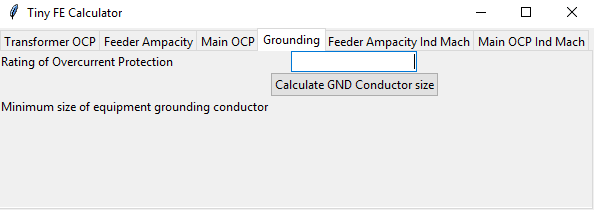 Tiny FE Calculator
Transformer OCP Feeder Ampacity Main OCP Grounding Feeder Ampacity Ind Mach Main OCP Ind Mach
Rating of Overcurrent Protection
Calculate GND Conductor size
Minimum size of equipment grounding conductor